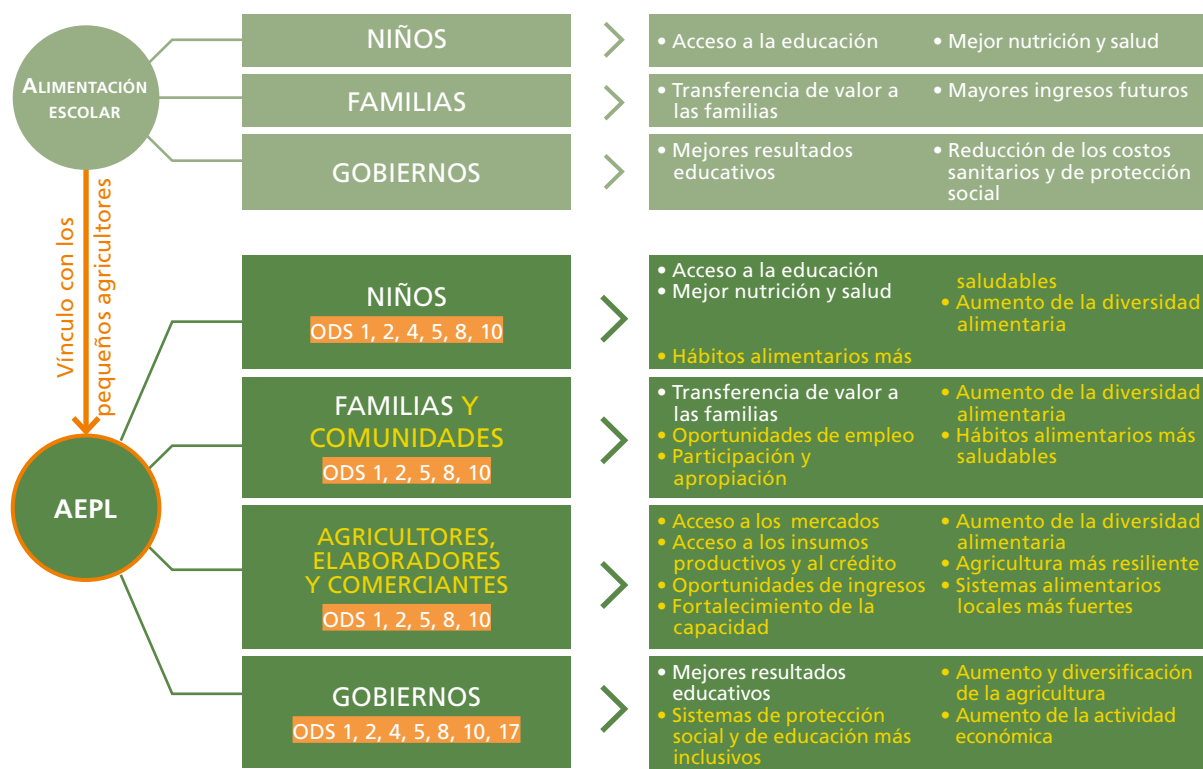 ALIMENTACIÓN
ESCOLAR
NIÑOS
• Acceso a la educación
• Mejor nutrición y salud
FAMILIAS
• Transferencia de valor a
las familias
• Mayores ingresos futuros
GOBIERNOS
• Mejores resultados
educativos
• Reducción de los costos
sanitarios y de protección
social
Vínculo con los
pequeños agricultores
AEPL
NIÑOS
ODS 1, 2, 4, 5, 8, 10
• Acceso a la educación
• Mejor nutrición y salud
• Hábitos alimentarios más
saludables
• Aumento de la diversidad
alimentaria
FAMILIAS Y
COMUNIDADES
ODS 1, 2, 5, 8, 10
• Transferencia de valor a
las familias
• Oportunidades de empleo
• Participación y
apropiación
• Aumento de la diversidad
alimentaria
• Hábitos alimentarios más
saludables
AGRICULTORES,
ELABORADORES
Y COMERCIANTES
ODS 1, 2, 5, 8, 10
• Acceso a los mercados
• Acceso a los insumos
productivos y al crédito
• Oportunidades de ingresos
• Fortalecimiento de la
capacidad
• Aumento de la diversidad
alimentaria
• Agricultura más resiliente
• Sistemas alimentarios
locales más fuertes
GOBIERNOS
ODS 1, 2, 4, 5, 8, 10, 17
• Mejores resultados
educativos
• Sistemas de protección
social y de educación más
inclusivos
• Aumento y diversificación
de la agricultura
• Aumento de la actividad
económica